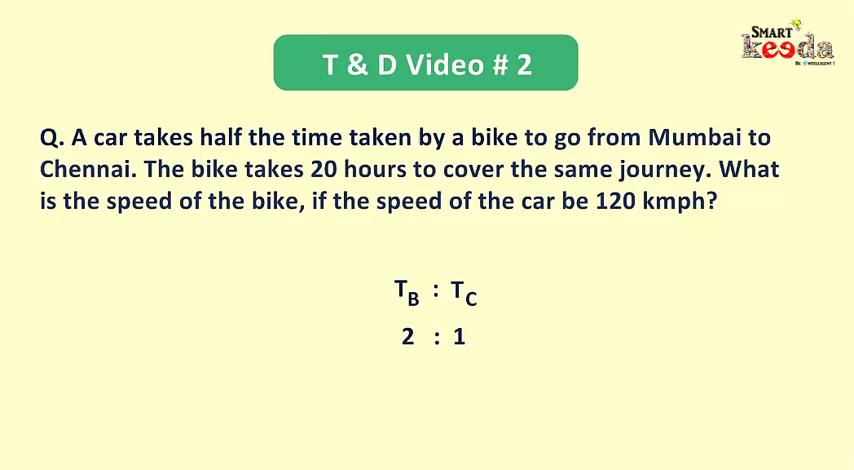 SMART
keeda
BE INTELLIGENT !
T & D Video # 2
Q. A car takes half the time taken by a bike to go from Mumbai to
Chennai. The bike takes 20 hours to cover the same journey. What
is the speed of the bike, if the speed of the car be 120 kmph?
TB : TC
2 : 1